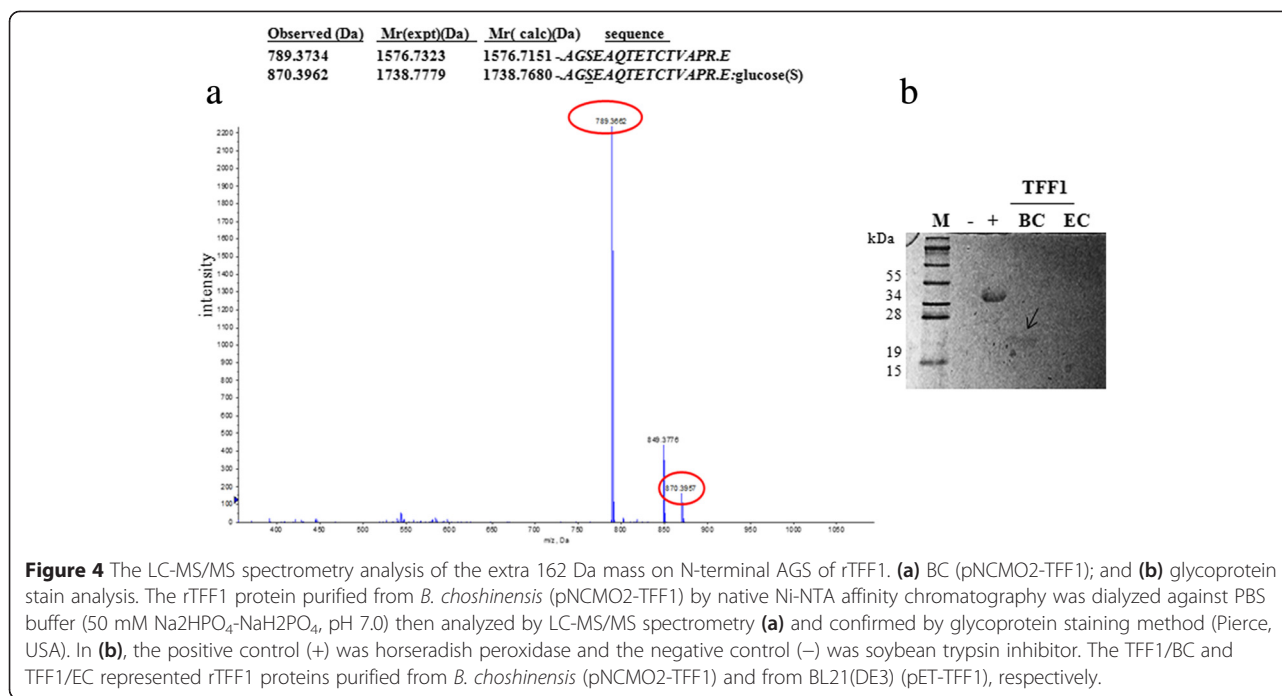 Observed (Da) Mr(expt)(Da) Mr( calc)(Da) sequence
789.3734 1576.7323 1576.7151 -.AGSEAQTETCTVAPR.E
870.3962 1738.7779 1738.7680 -.AGSEAQTETCTVAPR.E:glucose(S)
a
b
789.3662
2200
2100
2000
1900
1800
1700
1600
1500
1400
1300
1200
1100
1000
900
800
700
600
500
400
300
200
100
0
intensity
849.3776
870.3957
400 450 500 550 600 650 700 750 800 850 900 950 1000 1050
m/z, Da
TFF1
M - + BC EC
kDa
55
34
28
19
15
Figure 4 The LC-MS/MS spectrometry analysis of the extra 162 Da mass on N-terminal AGS of rTFF1. (a) BC (pNCMO2-TFF1); and (b) glycoprotein
stain analysis. The rTFF1 protein purified from B. choshinensis (pNCMO2-TFF1) by native Ni-NTA affinity chromatography was dialyzed against PBS
buffer (50 mM Na2HPO₄-NaH2PO₄, pH 7.0) then analyzed by LC-MS/MS spectrometry (a) and confirmed by glycoprotein staining method (Pierce,
USA). In (b), the positive control (+) was horseradish peroxidase and the negative control (−) was soybean trypsin inhibitor. The TFF1/BC and
TFF1/EC represented rTFF1 proteins purified from B. choshinensis (pNCMO2-TFF1) and from BL21(DE3) (pET-TFF1), respectively.